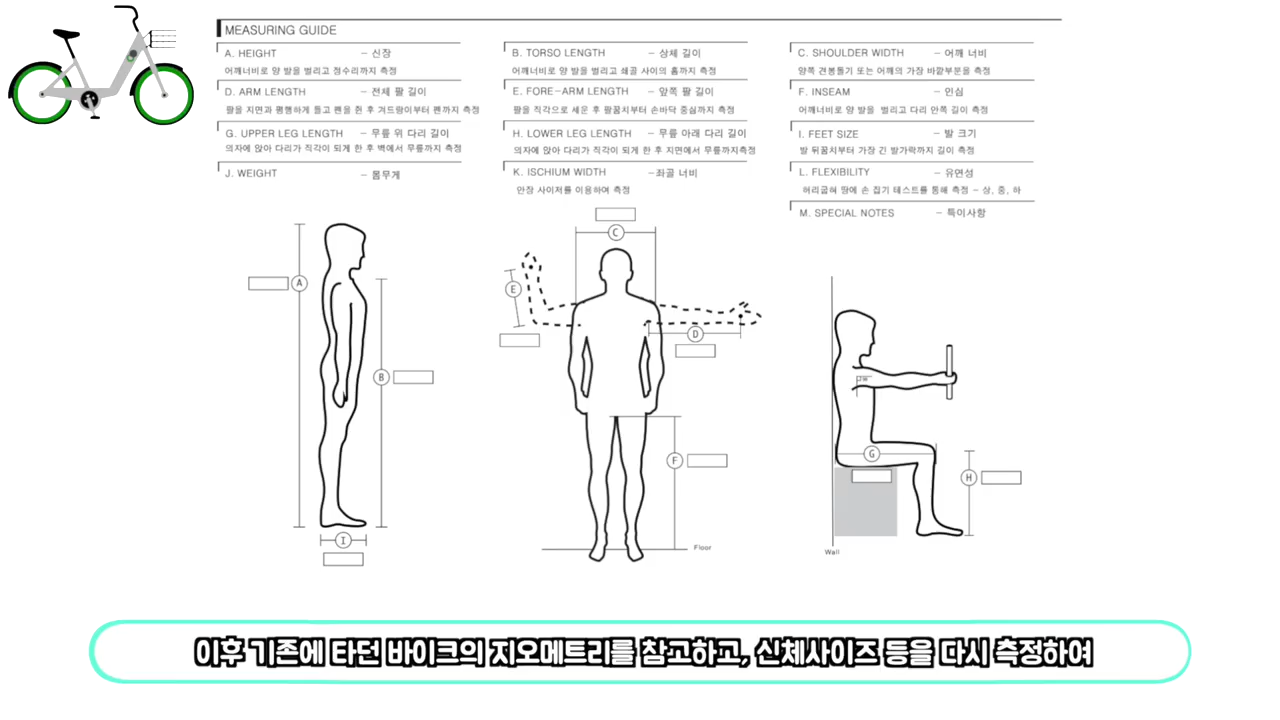 MEASURING GUIDE
A. HEIGHT - 신장
어깨너비로 양 발을 벌리고 정수리까지 측정
B. TORSO LENGTH - 상체 길이
어깨너비로 양 발을 벌리고 쇄골 사이의 홈까지 측정
C. SHOULDER WIDTH - 어깨 너비
양쪽 견봉돌기 또는 어깨의 가장 바깥부분을 측정
D. ARM LENGTH - 전체 팔 길이
팔을 지면과 평행하게 들고 펜을 쥔 후 겨드랑이부터 펜까지 측정
E. FORE-ARM LENGTH - 앞쪽 팔 길이
팔을 직각으로 세운 후 팔꿈치부터 손바닥 중심까지 측정
F. INSEAM - 인심
어깨너비로 양 발을 벌리고 다리 안쪽 길이 측정
G. UPPER LEG LENGTH - 무릎 위 다리 길이
의자에 앉아 다리가 직각이 되게 한 후 벽에서 무릎까지 측정
H. LOWER LEG LENGTH - 무릎 아래 다리 길이
의자에 앉아 다리가 직각이 되게 한 후 지면에서 무릎까지측정
I. FEET SIZE - 발 크기
발 뒤꿈치부터 가장 긴 발가락까지 길이 측정
J. WEIGHT - 몸무게
K. ISCHIUM WIDTH -좌골 너비
안장 사이저를 이용하여 측정
L. FLEXIBILITY - 유연성
허리굽혀 땅에 손 집기 테스트를 통해 측정 - 상, 중, 하
M. SPECIAL NOTES - 특이사항
A
B
I
C
E
D
F
Floor
G
H
Wall
이후 기존에 타던 바이크의 지오메트리를 참고하고, 신체사이즈 등을 다시 측정하여